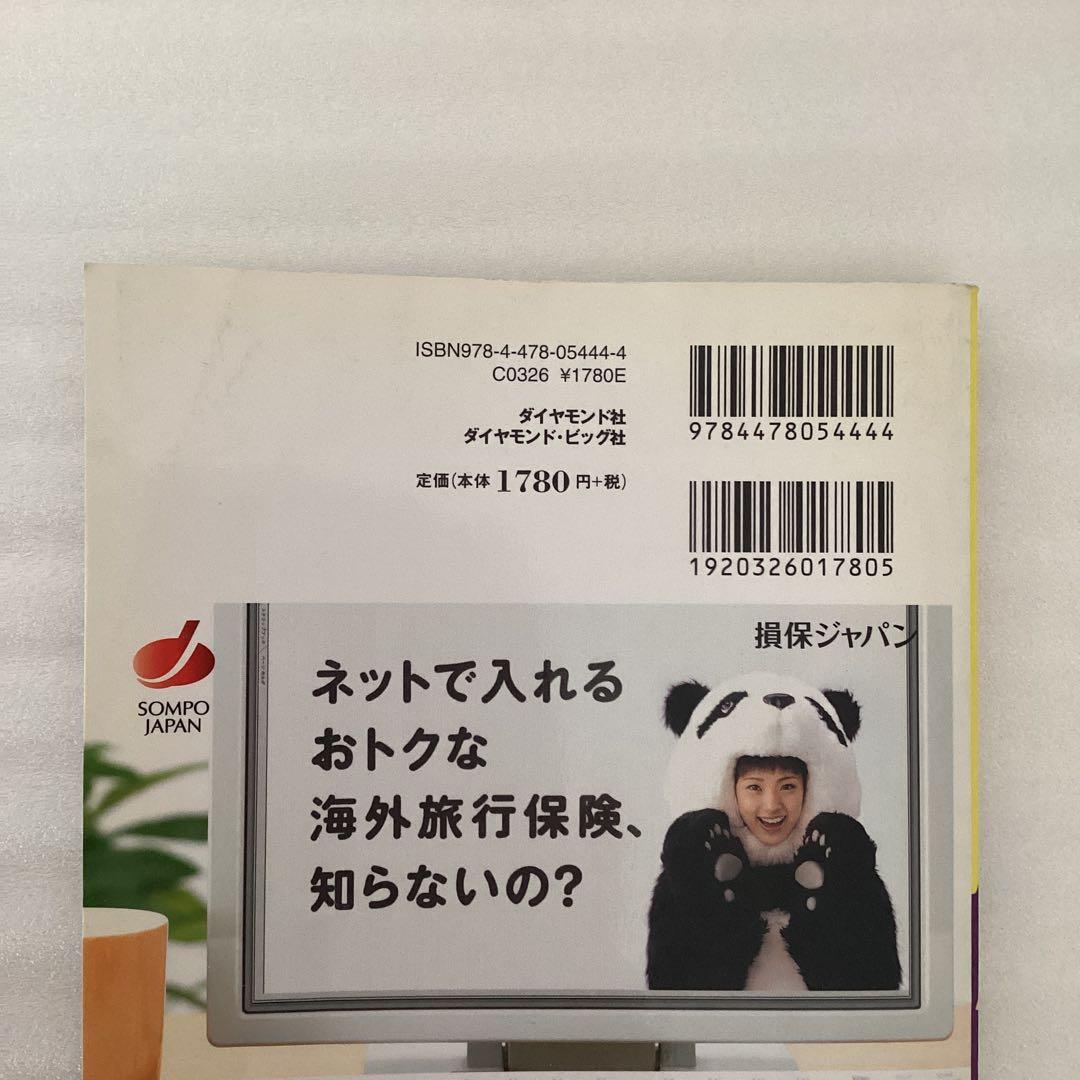 ISBN978-4-478-05444-4
C0326 ¥1780E
ダイヤモンド社
ダイヤモンド・ビッグ社
定価(本体1780円+税)
9784478054444
1920326017805
SOMPO
JAPAN
損保ジャパン
ネットで入れる
おトクな
海外旅行保険、
知らないの?